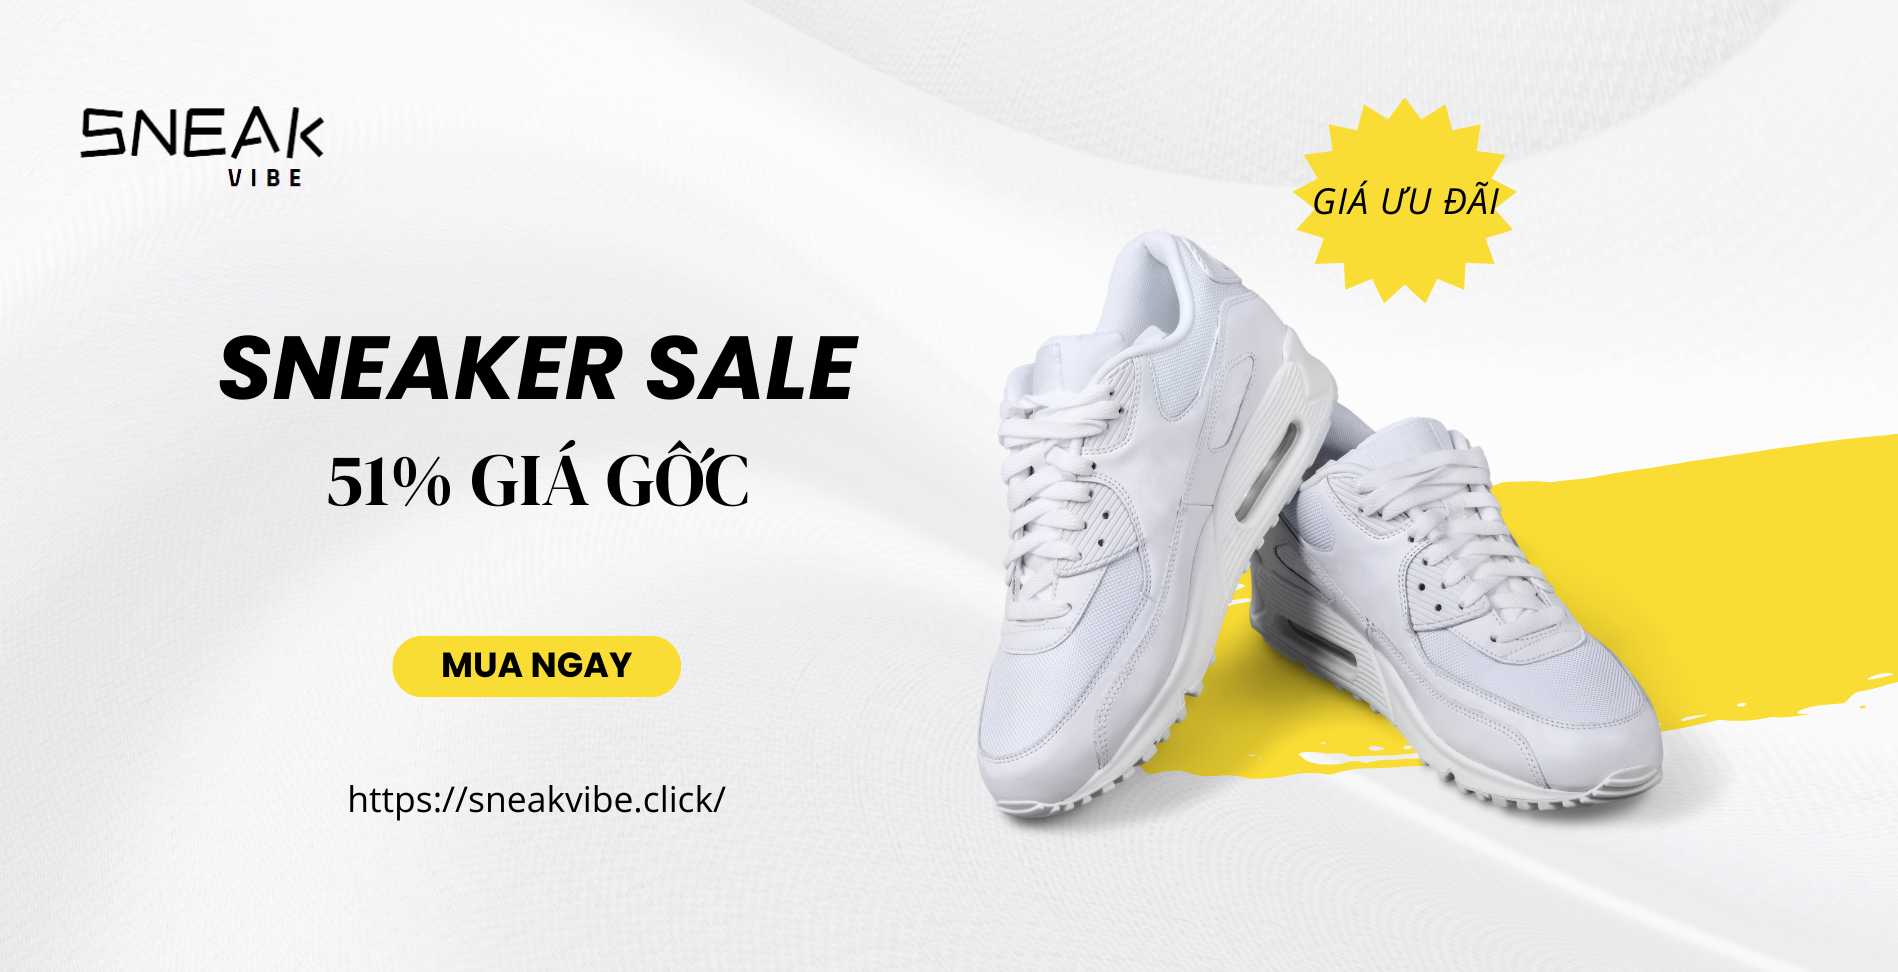 SNEAK
VIBE
GIÁ ƯU ĐÃI
SNEAKER SALE
51% GIÁ GỐC
MUA NGAY
https://sneakvibe.click/